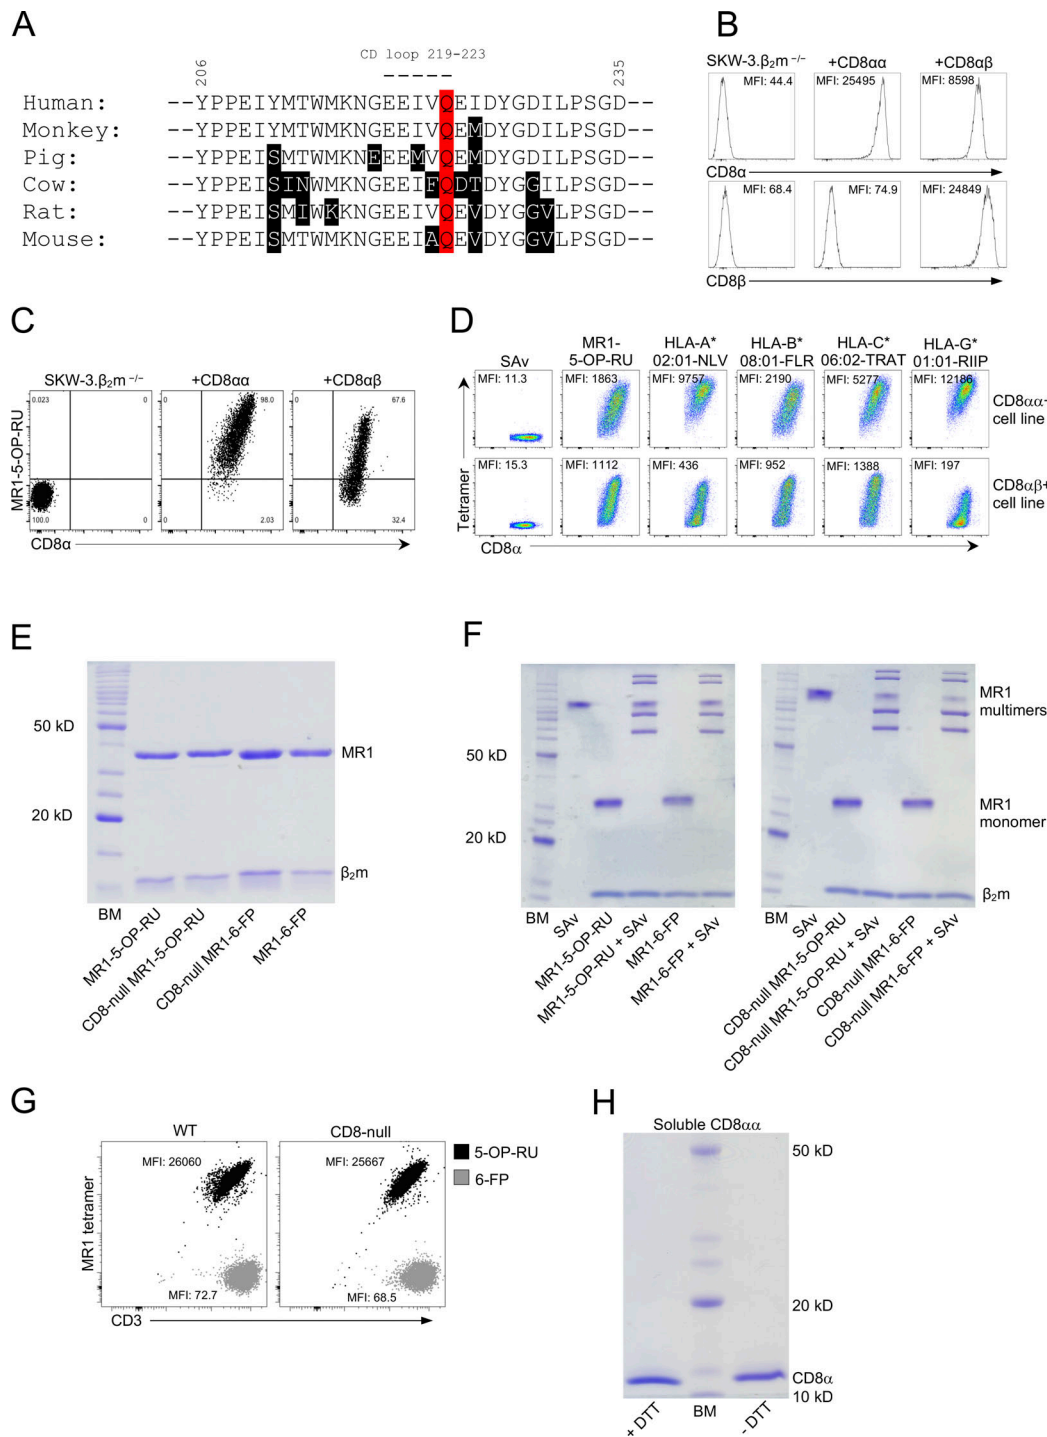 A
CD loop 219-223
206
235
Human: --YPPEIYMTWMKNGEEIVQEIDYGDILPSGD--
Monkey: --YPPEIYMTWMKNGEEIVQEMDYGDILPSGD--
Pig: --YPPEISMTWMKNEEEMVQEMDYGDILPSGD--
Cow: --YPPEISINWMKNGEEIFQDTDYGGILPSGD--
Rat: --YPPEISMIWKKNGEEIVQEVDYGGVLPSGD--
Mouse: --YPPEISMTWMKNGEEIAQEVDYGGVLPSGD--
B
SKW-3.β₂m⁻/⁻ +CD8αα +CD8αβ
MFI: 44.4 MFI: 25495 MFI: 8598
CD8α
MFI: 68.4 MFI: 74.9 MFI: 24849
CD8β
C
SKW-3.β₂m⁻/⁻ +CD8αα +CD8αβ
0.023 0 98.0 67.6
100.0 0 2.03 32.4
MR1-5-OP-RU
CD8α
D
SAv
MR1-5-OP-RU
HLA-A*02:01-NLV
HLA-B*08:01-FLR
HLA-C*06:02-TRAT
HLA-G*01:01-RIIP
MFI: 11.3 MFI: 1863 MFI: 9757 MFI: 2190 MFI: 5277 MFI: 12186
CD8αα+ cell line
MFI: 15.3 MFI: 1112 MFI: 436 MFI: 952 MFI: 1388 MFI: 197
CD8αβ+ cell line
Tetramer
CD8α
E
50 kD
20 kD
MR1
β₂m
BM
MR1-5-OP-RU
CD8-null MR1-5-OP-RU
CD8-null MR1-6-FP
MR1-6-FP
F
50 kD
20 kD
MR1 multimers
MR1 monomer
β₂m
BM
SAv
MR1-5-OP-RU
MR1-5-OP-RU + SAv
MR1-6-FP
MR1-6-FP + SAv
BM
SAv
CD8-null MR1-5-OP-RU
CD8-null MR1-5-OP-RU + SAv
CD8-null MR1-6-FP
CD8-null MR1-6-FP + SAv
G
WT CD8-null
MFI: 26060 MFI: 25667
5-OP-RU
6-FP
MFI: 72.7 MFI: 68.5
MR1 tetramer
CD3
H
Soluble CD8αα
50 kD
20 kD
CD8α
10 kD
+ DTT
BM
- DTT